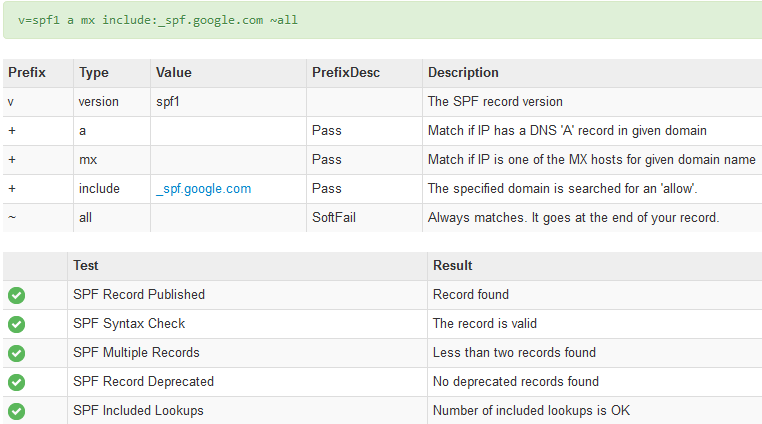 v=spf1 a mx include:_spf.google.com ~all
Prefix Type Value PrefixDesc Description
v version spf1 The SPF record version
+ a Pass Match if IP has a DNS 'A' record in given domain
+ mx Pass Match if IP is one of the MX hosts for given domain name
+ include _spf.google.com Pass The specified domain is searched for an 'allow'.
~ all SoftFail Always matches. It goes at the end of your record.
Test Result
SPF Record Published Record found
SPF Syntax Check The record is valid
SPF Multiple Records Less than two records found
SPF Record Deprecated No deprecated records found
SPF Included Lookups Number of included lookups is OK